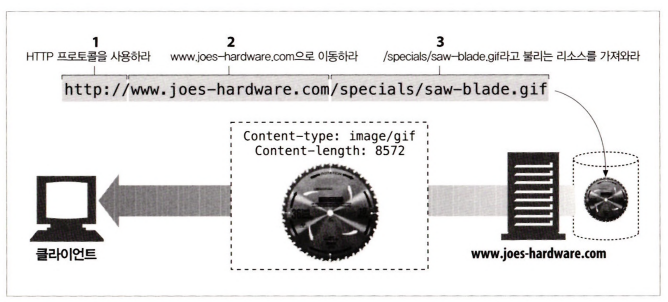 1
HTTP 프로토콜을 사용하라
2
www.joes-hardware.com으로 이동하라
3
/specials/saw-blade.gif라고 불리는 리소스를 가져와라
http://www.joes-hardware.com/specials/saw-blade.gif
Content-type: image/gif
Content-length: 8572
클라이언트
www.joes-hardware.com